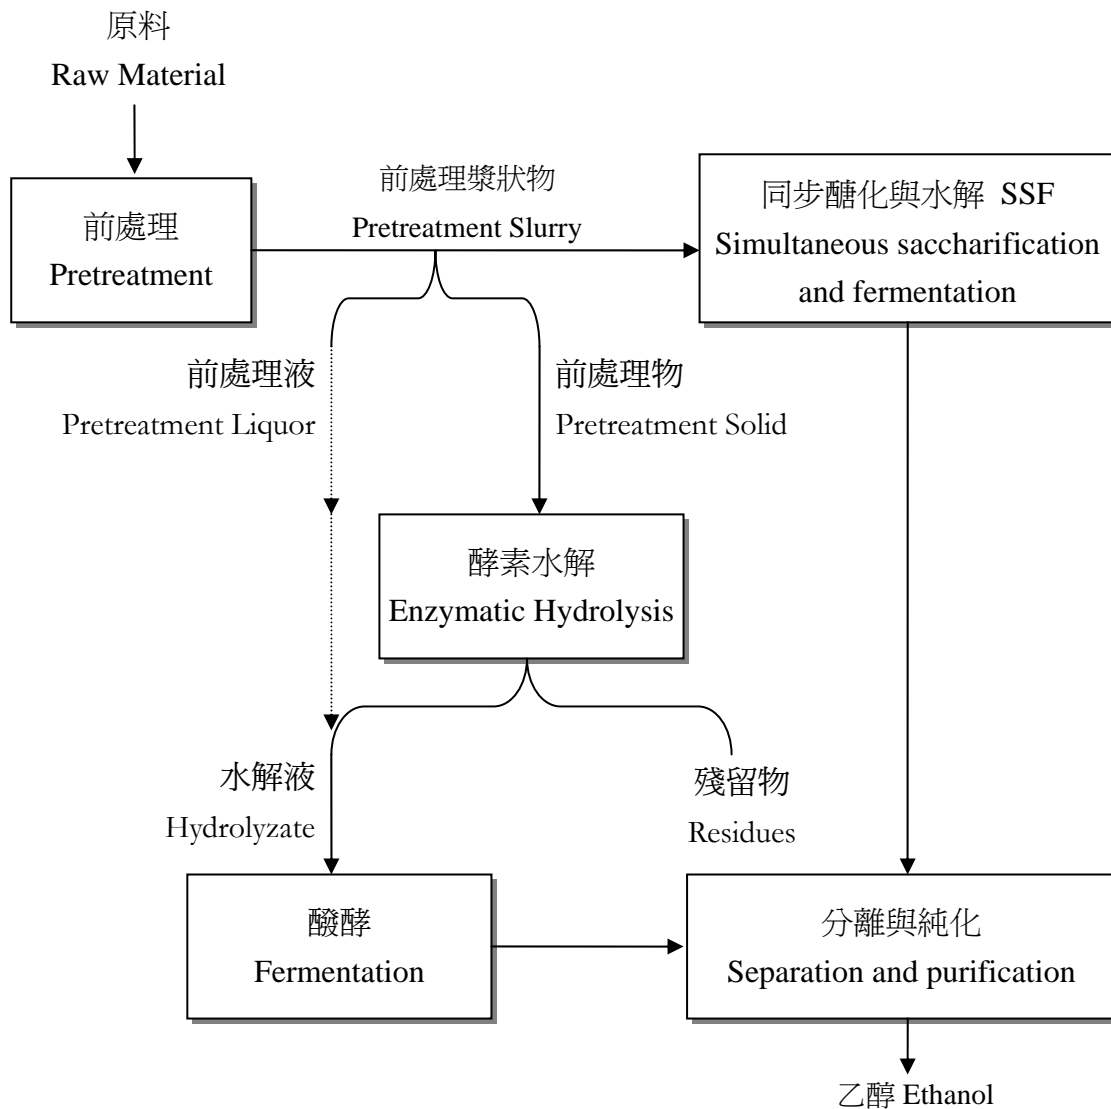 原料
Raw Material
前處理
Pretreatment
前處理漿狀物
Pretreatment Slurry
同步醣化與水解 SSF
Simultaneous saccharification
and fermentation
前處理液
Pretreatment Liquor
前處理物
Pretreatment Solid
酵素水解
Enzymatic Hydrolysis
水解液
Hydrolyzate
殘留物
Residues
醱酵
Fermentation
分離與純化
Separation and purification
乙醇 Ethanol